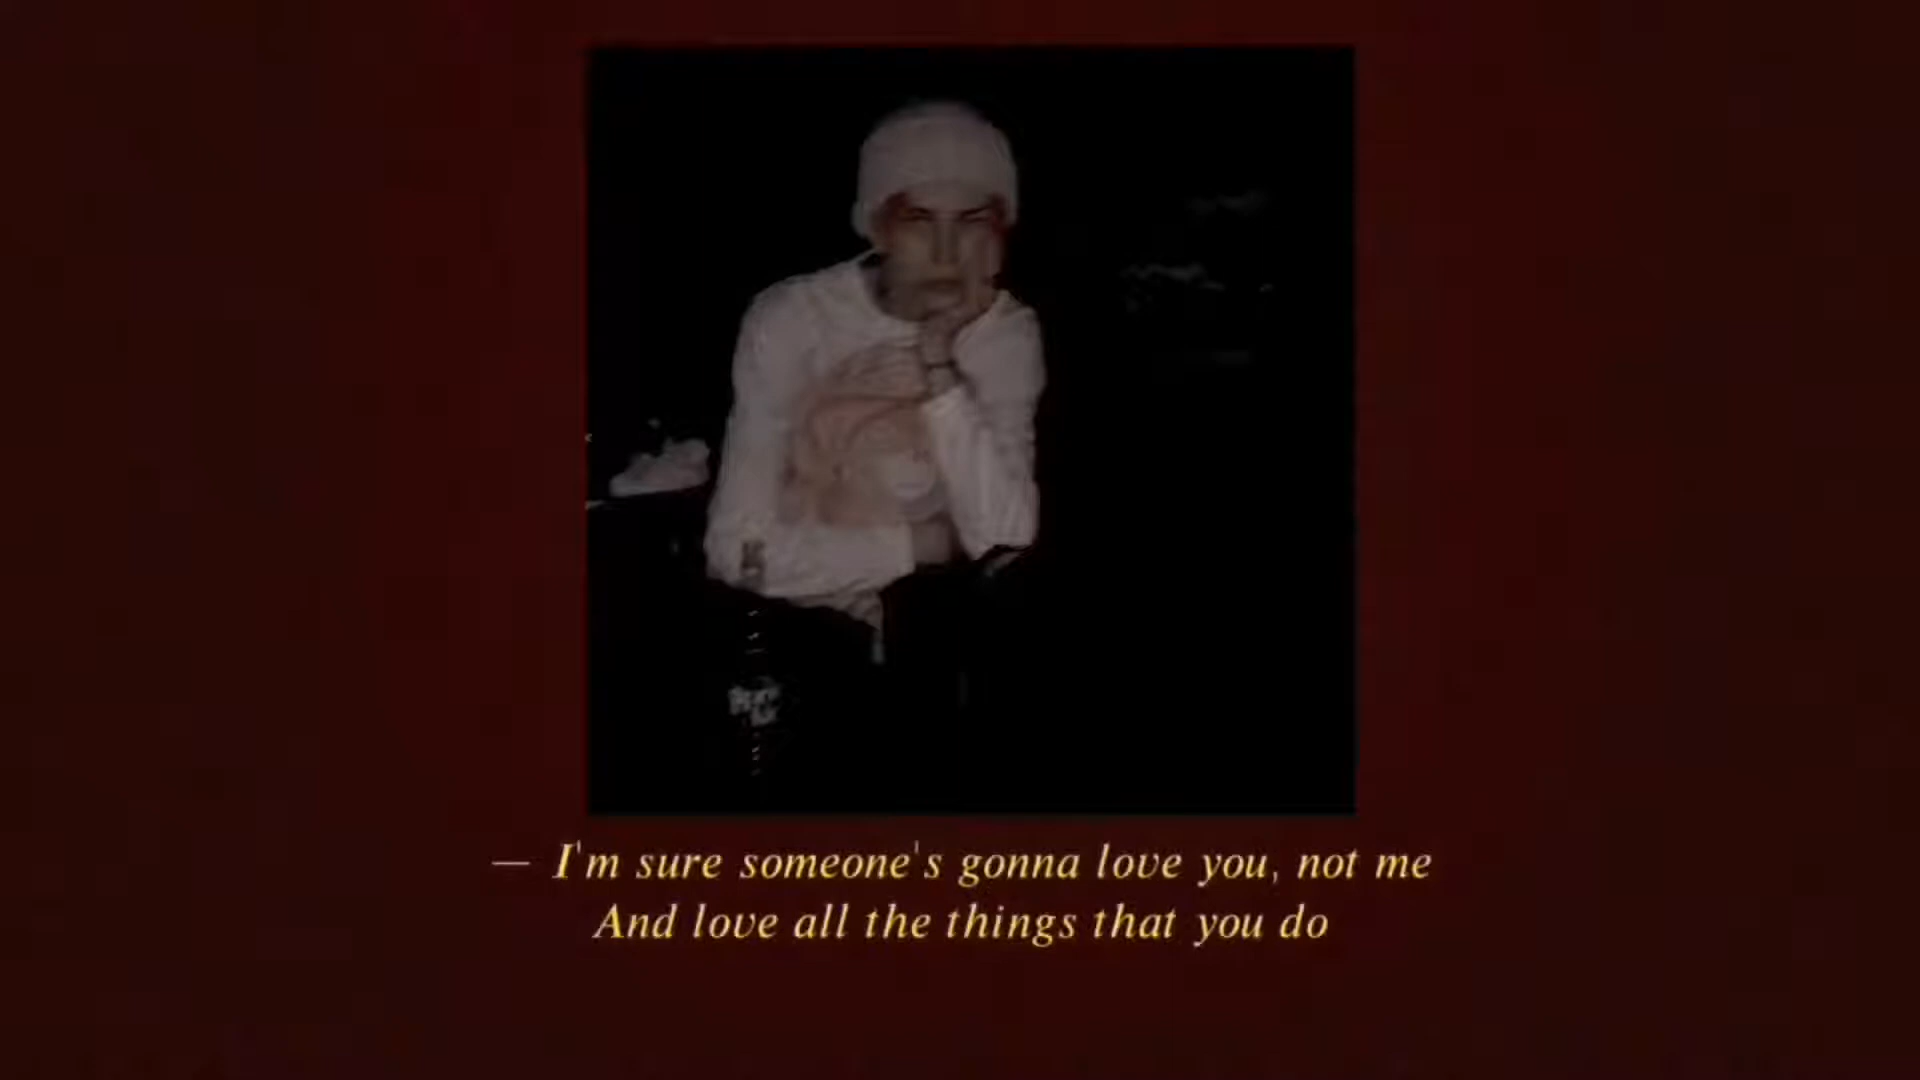 — I'm sure someone's gonna love you, not me
And love all the things that you do